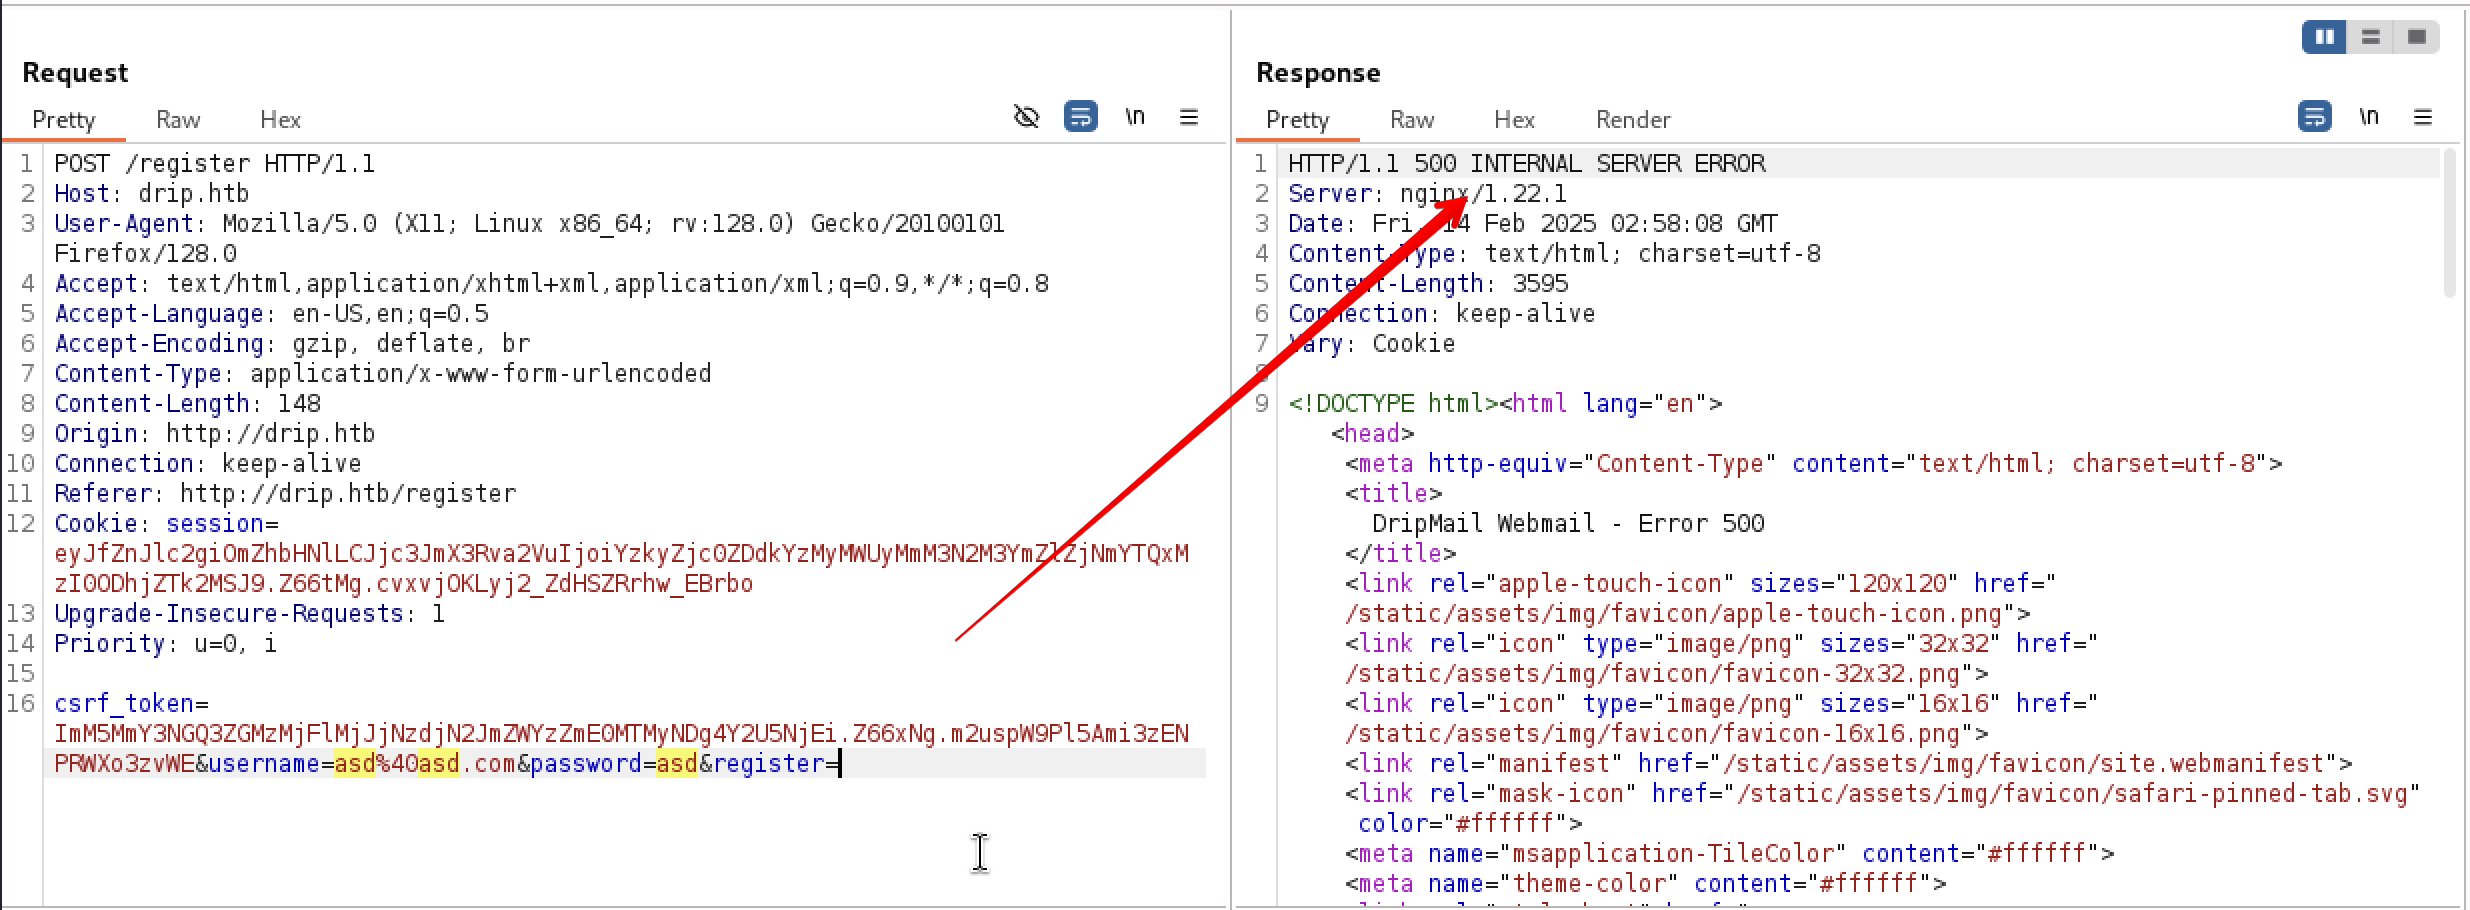 Request
Pretty Raw Hex
\n
1 POST /register HTTP/1.1
2 Host: drip.htb
3 User-Agent: Mozilla/5.0 (X11; Linux x86_64; rv:128.0) Gecko/20100101
Firefox/128.0
4 Accept: text/html,application/xhtml+xml,application/xml;q=0.9,*/*;q=0.8
5 Accept-Language: en-US,en;q=0.5
6 Accept-Encoding: gzip, deflate, br
7 Content-Type: application/x-www-form-urlencoded
8 Content-Length: 148
9 Origin: http://drip.htb
10 Connection: keep-alive
11 Referer: http://drip.htb/register
12 Cookie: session=
eyJfZnJlc2giOmZhbHNlLCJjc3JmX3Rva2VuIjoiYzkyZjc0ZDdkYzMyMWUyMmM3N2M3YmZlZjNmYTQxM
zI0ODhjZTk2MSJ9.Z66tMg.cvxvjOKLyj2_ZdHSZRrhw_EBrbo
13 Upgrade-Insecure-Requests: 1
14 Priority: u=0, i
15
16 csrf_token=
ImM5MmY3NGQ3ZGMzMjFlMjJjNzdjN2JmZWYzZmE0MTMyNDg4Y2U5NjEi.Z66xNg.m2uspW9Pl5Ami3zEN
PRWXo3zvWE&username=asd%40asd.com&password=asd&register=
Response
Pretty Raw Hex Render
\n
1 HTTP/1.1 500 INTERNAL SERVER ERROR
2 Server: nginx/1.22.1
3 Date: Fri, 14 Feb 2025 02:58:08 GMT
4 Content-Type: text/html; charset=utf-8
5 Content-Length: 3595
6 Connection: keep-alive
7 Vary: Cookie
8
9 <!DOCTYPE html><html lang="en">
<head>
<meta http-equiv="Content-Type" content="text/html; charset=utf-8">
<title>
DripMail Webmail - Error 500
</title>
<link rel="apple-touch-icon" sizes="120x120" href="
/static/assets/img/favicon/apple-touch-icon.png">
<link rel="icon" type="image/png" sizes="32x32" href="
/static/assets/img/favicon/favicon-32x32.png">
<link rel="icon" type="image/png" sizes="16x16" href="
/static/assets/img/favicon/favicon-16x16.png">
<link rel="manifest" href="/static/assets/img/favicon/site.webmanifest">
<link rel="mask-icon" href="/static/assets/img/favicon/safari-pinned-tab.svg"
color="#ffffff">
<meta name="msapplication-TileColor" content="#ffffff">
<meta name="theme-color" content="#ffffff">